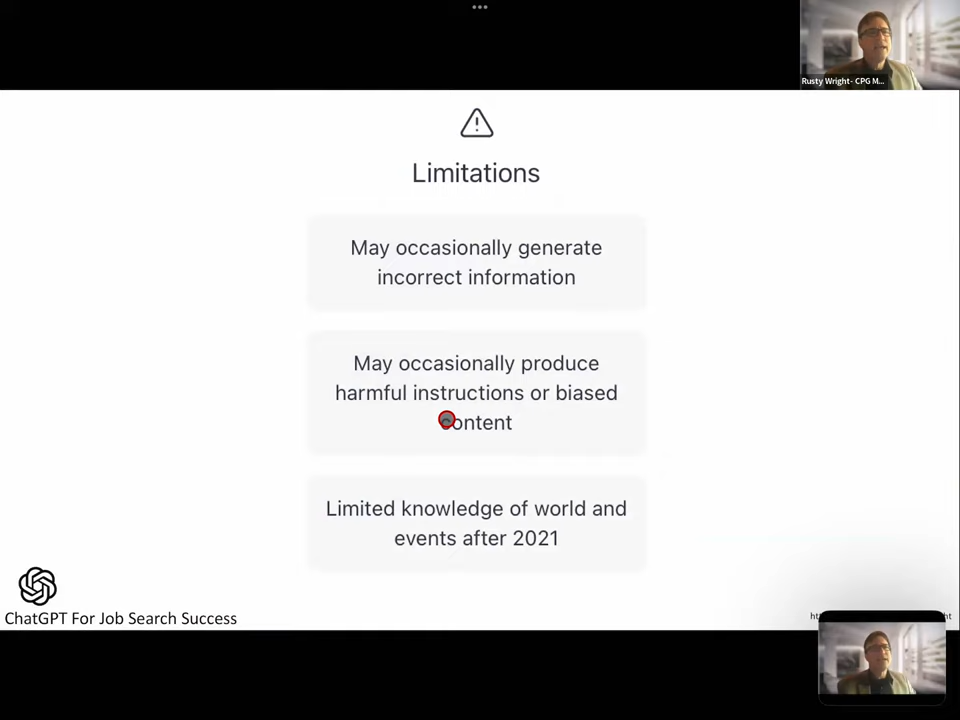 Rusty Wright- CPG M...
Limitations
May occasionally generate
incorrect information
May occasionally produce
harmful instructions or biased
content
Limited knowledge of world and
events after 2021
ChatGPT For Job Search Success